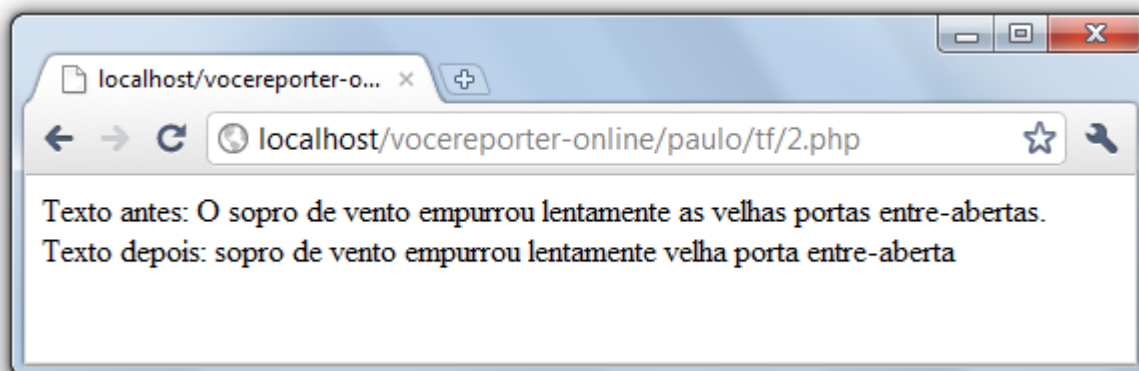 localhost/vocereporter-o...
localhost/vocereporter-online/paulo/tf/2.php
Texto antes: O sopro de vento empurrou lentamente as velhas portas entre-abertas.
Texto depois: sopro de vento empurrou lentamente velha porta entre-aberta